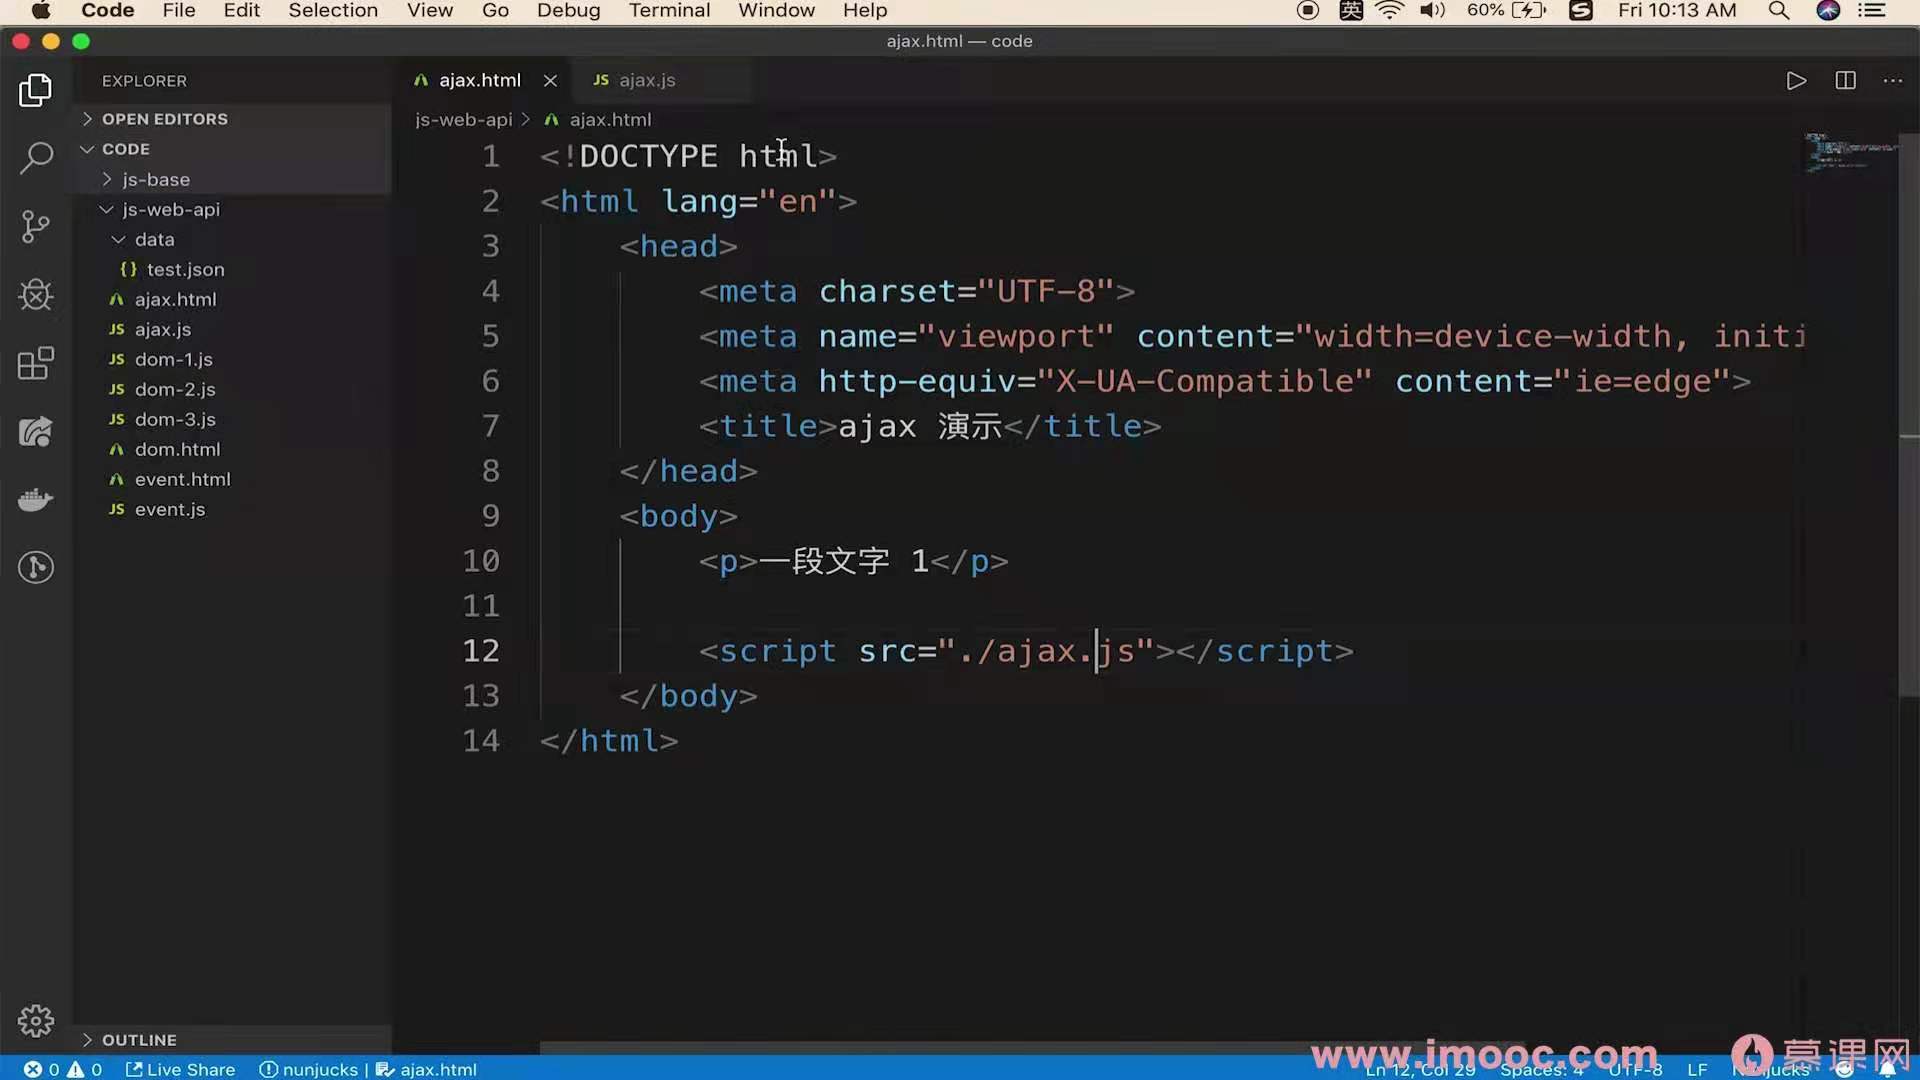 Code File Edit Selection View Go Debug Terminal Window Help 英 60% Fri 10:13 AM
ajax.html — code
EXPLORER
OPEN EDITORS
CODE
js-base
js-web-api
data
{} test.json
ajax.html
JS ajax.js
JS dom-1.js
JS dom-2.js
JS dom-3.js
dom.html
event.html
JS event.js
OUTLINE
ajax.html JS ajax.js
js-web-api > ajax.html
1 <!DOCTYPE html>
2 <html lang="en">
3 <head>
4 <meta charset="UTF-8">
5 <meta name="viewport" content="width=device-width, initi
6 <meta http-equiv="X-UA-Compatible" content="ie=edge">
7 <title>ajax 演示</title>
8 </head>
9 <body>
10 <p>一段文字 1</p>
11
12 <script src="./ajax.js"></script>
13 </body>
14 </html>
www.imooc.com 慕课网
0 0 Live Share nunjucks | ajax.html Ln 12, Col 29 Spaces: 4 UTF-8 LF Nunjucks